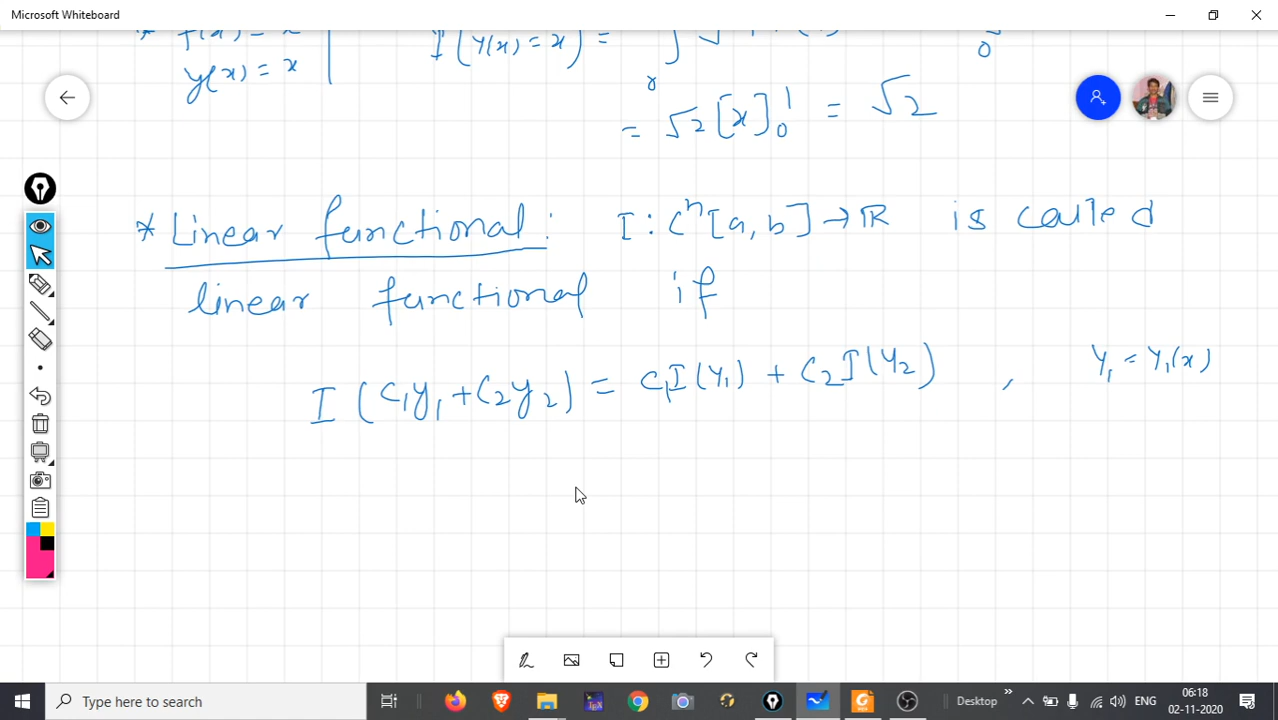 Microsoft Whiteboard
y(x) = x
I(y(x) = x) =
0
= √2 [x]₀¹ = √2
* Linear functional : I : Cⁿ[a, b] → ℝ is called
linear functional if
I (C₁y₁ + C₂y₂) = C₁I(y₁) + C₂I(y₂) , y₁ = y₁(x)
Type here to search
Desktop
ENG
06:18
02-11-2020